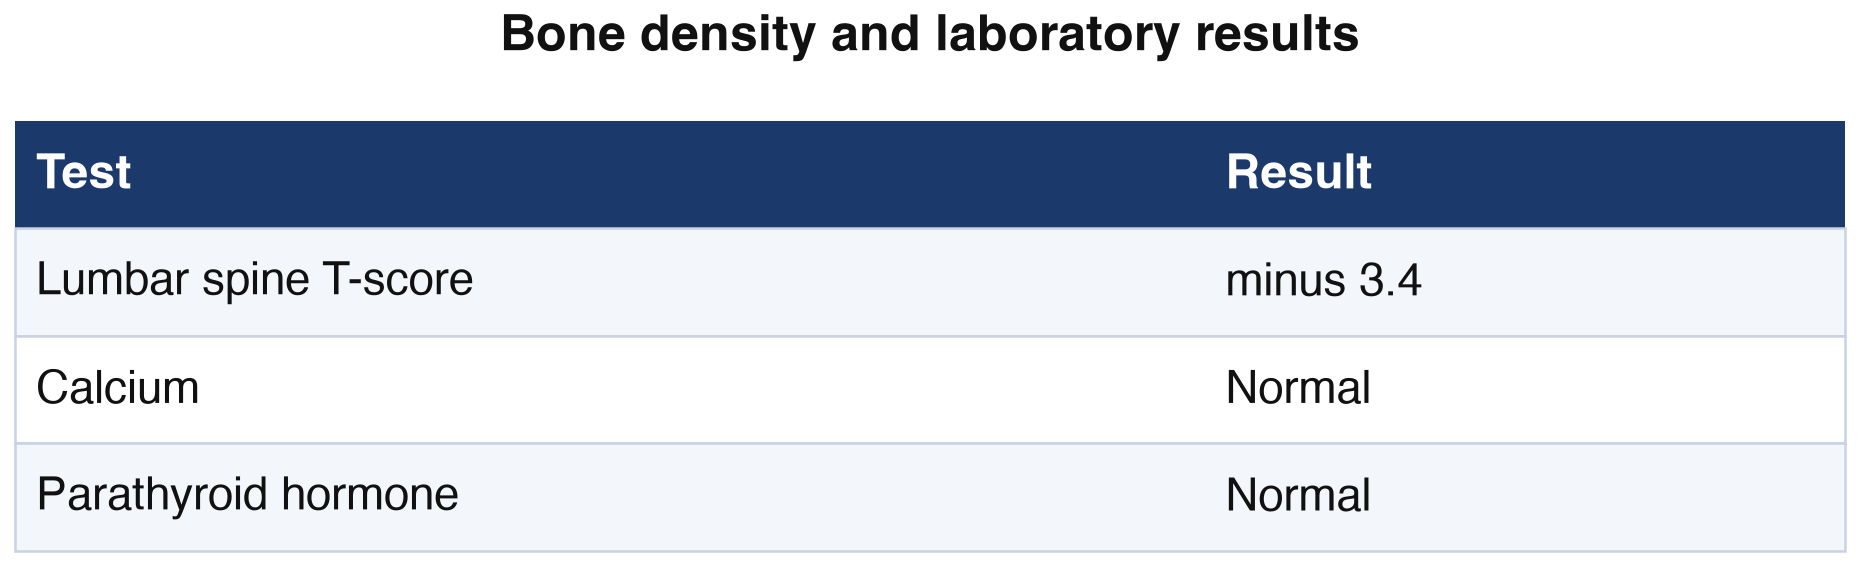 Bone density and laboratory results
Test Result
Lumbar spine T-score minus 3.4
Calcium Normal
Parathyroid hormone Normal